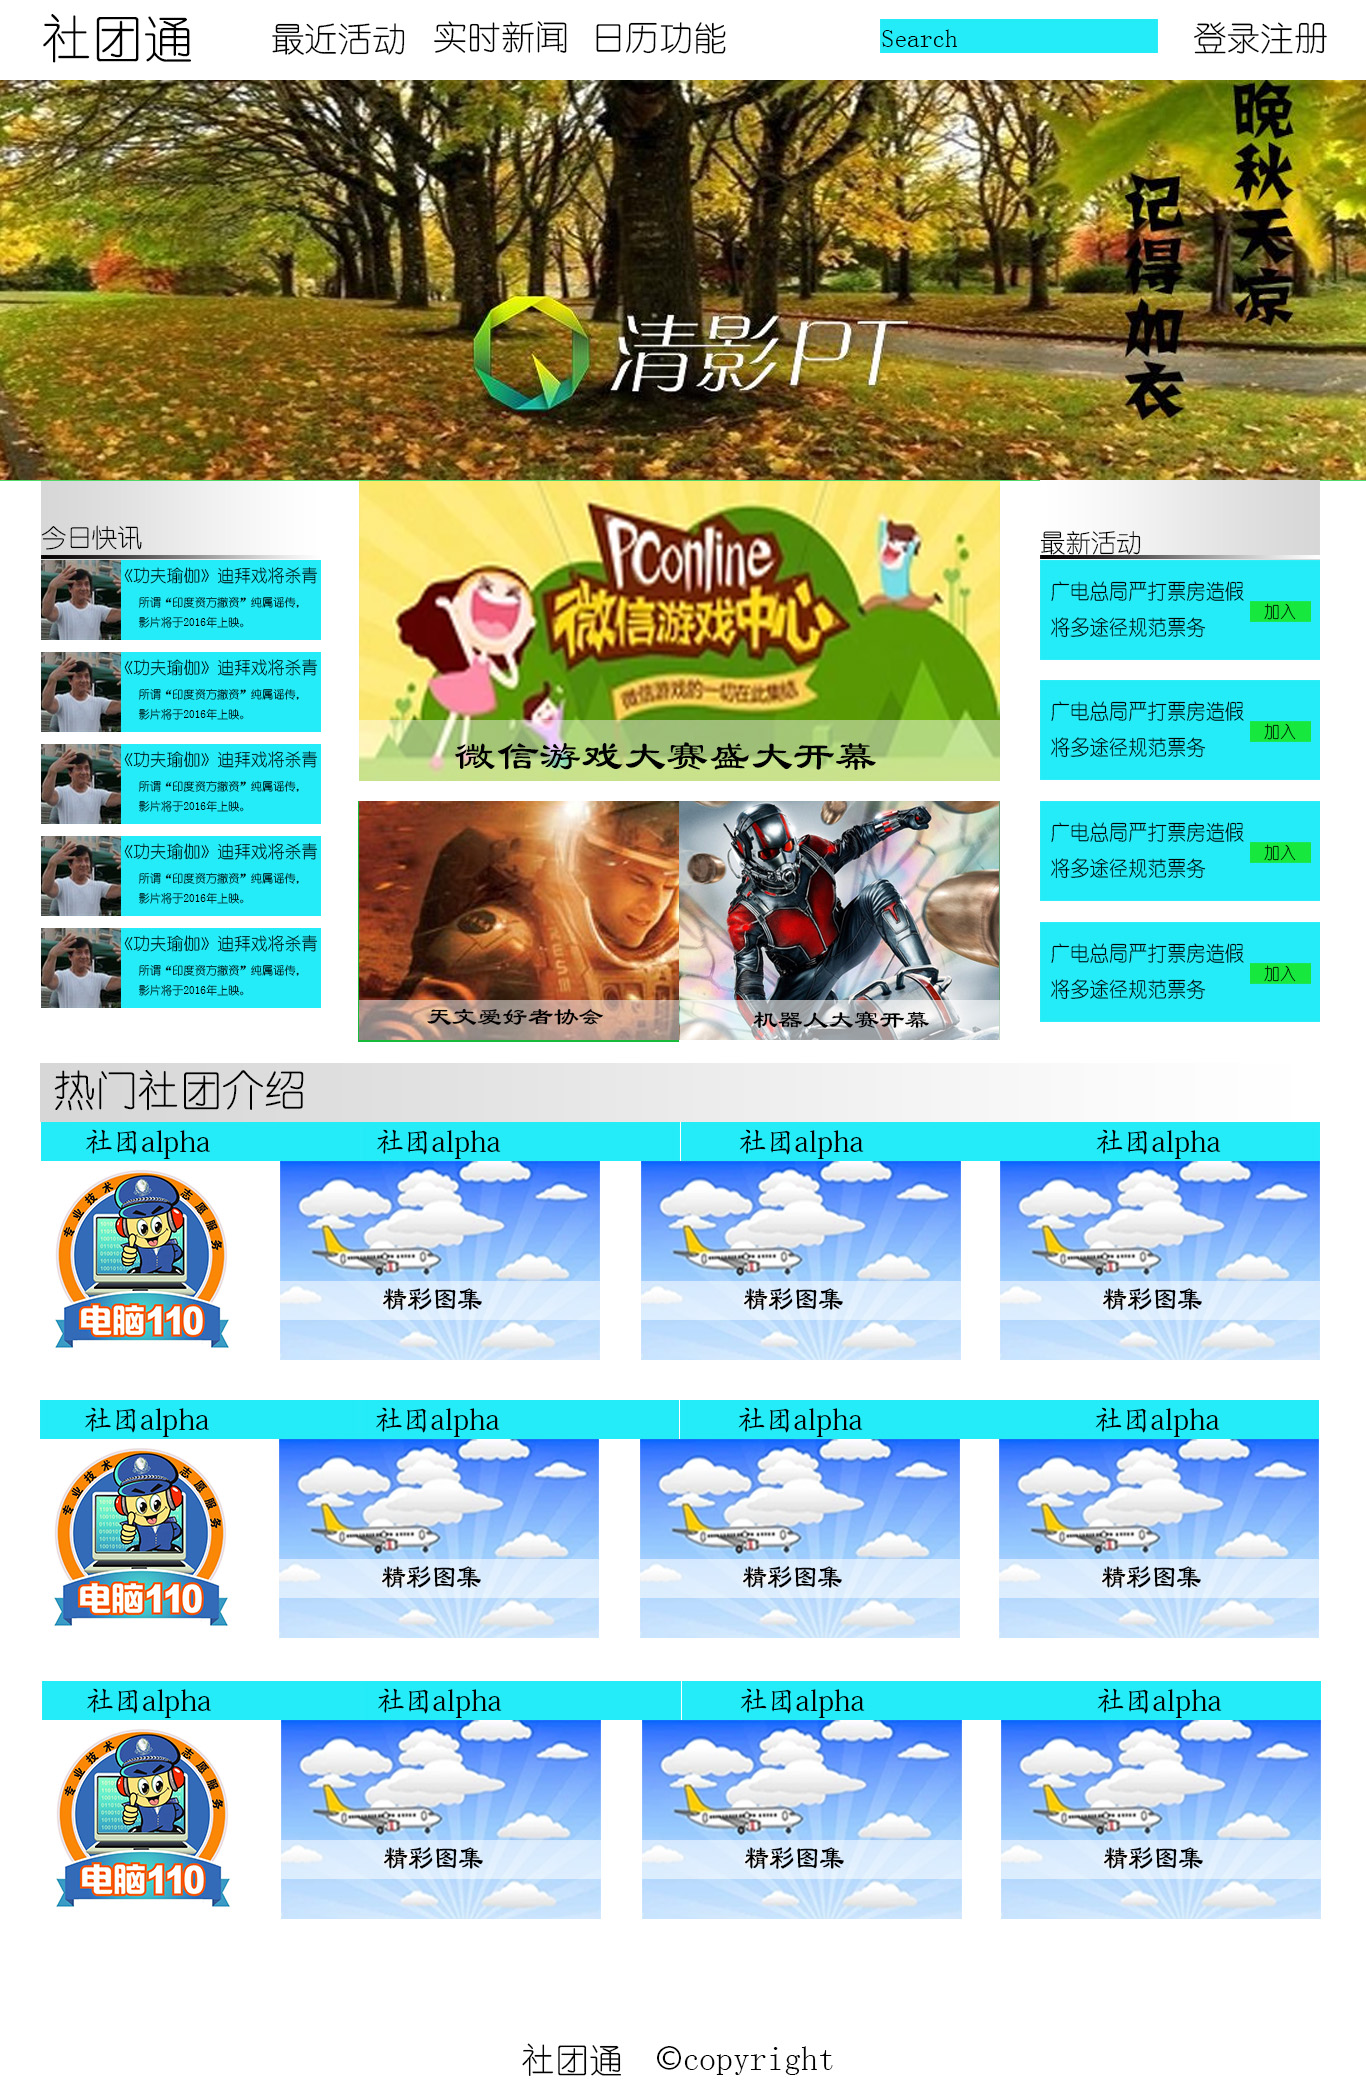 社团通
最近活动 实时新闻 日历功能
Search
登录注册
晚秋天凉
记得加衣
清影PT
今日快讯
《功夫瑜伽》迪拜戏将杀青
所谓“印度资方撤资”纯属谣传，
影片将于2016年上映。
《功夫瑜伽》迪拜戏将杀青
所谓“印度资方撤资”纯属谣传，
影片将于2016年上映。
《功夫瑜伽》迪拜戏将杀青
所谓“印度资方撤资”纯属谣传，
影片将于2016年上映。
《功夫瑜伽》迪拜戏将杀青
所谓“印度资方撤资”纯属谣传，
影片将于2016年上映。
《功夫瑜伽》迪拜戏将杀青
所谓“印度资方撤资”纯属谣传，
影片将于2016年上映。
PConline
微信游戏中心
微信游戏的一切在此集结
微信游戏大赛盛大开幕
天文爱好者协会
机器人大赛开幕
最新活动
广电总局严打票房造假
将多途径规范票务
加入
广电总局严打票房造假
将多途径规范票务
加入
广电总局严打票房造假
将多途径规范票务
加入
广电总局严打票房造假
将多途径规范票务
加入
热门社团介绍
社团alpha 社团alpha 社团alpha 社团alpha
专业技术 志愿服务
电脑110
精彩图集 精彩图集 精彩图集
社团alpha 社团alpha 社团alpha 社团alpha
专业技术 志愿服务
电脑110
精彩图集 精彩图集 精彩图集
社团alpha 社团alpha 社团alpha 社团alpha
专业技术 志愿服务
电脑110
精彩图集 精彩图集 精彩图集
社团通 ©copyright